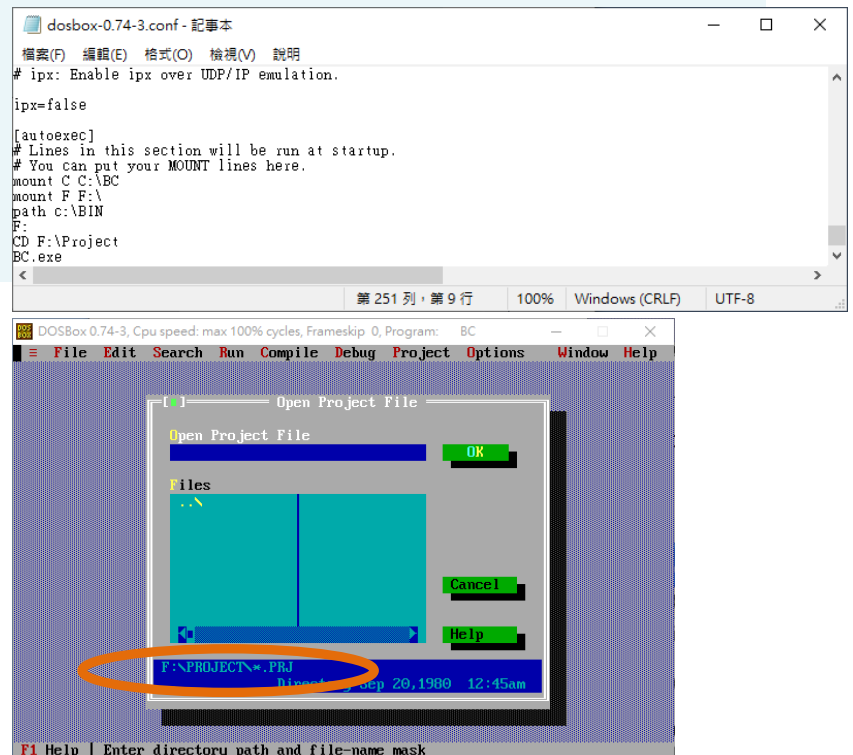 dosbox-0.74-3.conf - 記事本
檔案(F) 編輯(E) 格式(O) 檢視(V) 說明
# ipx: Enable ipx over UDP/IP emulation.
ipx=false
[autoexec]
# Lines in this section will be run at startup.
# You can put your MOUNT lines here.
mount C C:\BC
mount F F:\
path c:\BIN
F:
CD F:\Project
BC.exe
第 251 列，第 9 行 100% Windows (CRLF) UTF-8
DOSBox 0.74-3, Cpu speed: max 100% cycles, Frameskip 0, Program: BC
≡ File Edit Search Run Compile Debug Project Options Window Help
Open Project File
Open Project File
OK
Files
..\
Cancel
Help
F:\PROJECT\*.PRJ
Directory Sep 20,1980 12:45am
F1 Help | Enter directory path and file-name mask